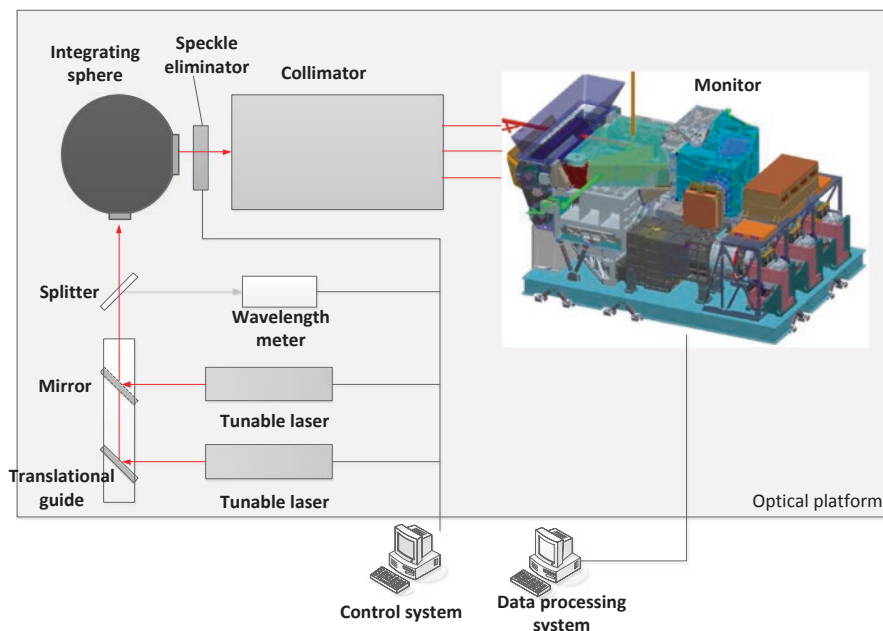 Speckle
eliminator
Integrating
sphere
Collimator
Monitor
Splitter
Wavelength
meter
Mirror
Tunable laser
Translational
guide
Tunable laser
Optical platform
Control system
Data processing
system